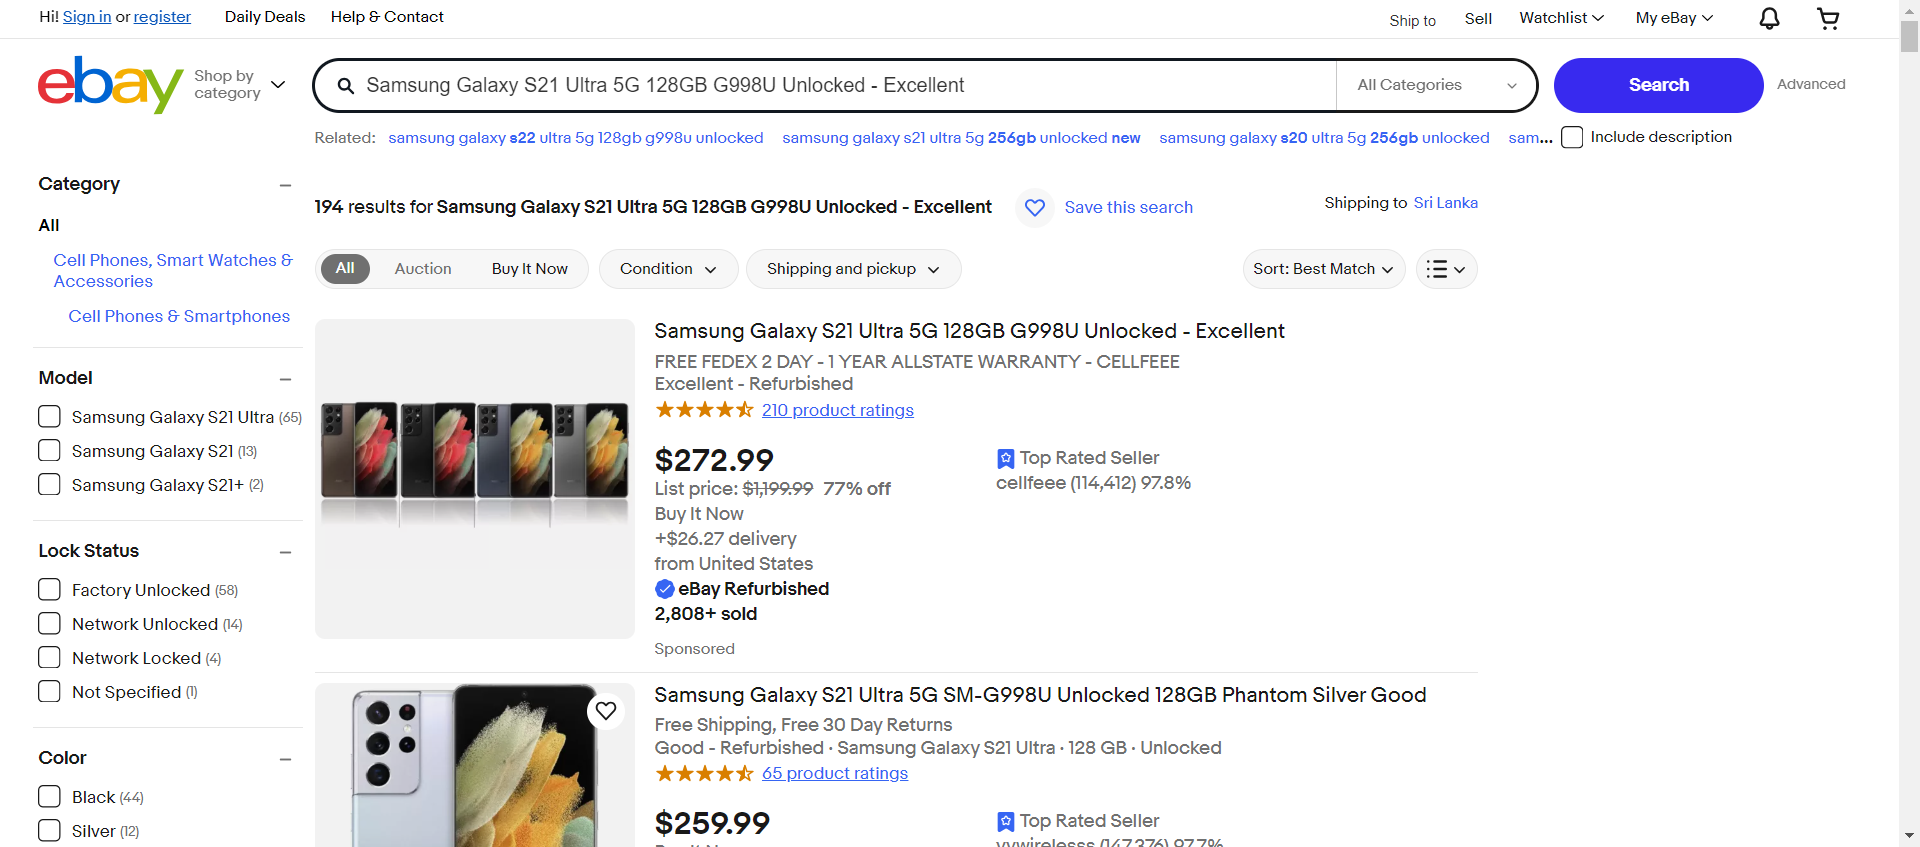 Hi! Sign in or register Daily Deals Help & Contact Ship to Sell Watchlist My eBay
ebay
Shop by
category
Samsung Galaxy S21 Ultra 5G 128GB G998U Unlocked - Excellent All Categories Search Advanced
Related: samsung galaxy s22 ultra 5g 128gb g998u unlocked samsung galaxy s21 ultra 5g 256gb unlocked new samsung galaxy s20 ultra 5g 256gb unlocked sam... Include description
Category
All
Cell Phones, Smart Watches &
Accessories
Cell Phones & Smartphones
Model
Samsung Galaxy S21 Ultra (65)
Samsung Galaxy S21 (13)
Samsung Galaxy S21+ (2)
Lock Status
Factory Unlocked (58)
Network Unlocked (14)
Network Locked (4)
Not Specified (1)
Color
Black (44)
Silver (12)
194 results for Samsung Galaxy S21 Ultra 5G 128GB G998U Unlocked - Excellent Save this search Shipping to Sri Lanka
All Auction Buy It Now Condition Shipping and pickup Sort: Best Match
Samsung Galaxy S21 Ultra 5G 128GB G998U Unlocked - Excellent
FREE FEDEX 2 DAY - 1 YEAR ALLSTATE WARRANTY - CELLFEEE
Excellent - Refurbished
210 product ratings
$272.99
List price: $1,199.99 77% off
Buy It Now
+$26.27 delivery
from United States
eBay Refurbished
2,808+ sold
Sponsored
Top Rated Seller
cellfeee (114,412) 97.8%
Samsung Galaxy S21 Ultra 5G SM-G998U Unlocked 128GB Phantom Silver Good
Free Shipping, Free 30 Day Returns
Good - Refurbished · Samsung Galaxy S21 Ultra · 128 GB · Unlocked
65 product ratings
$259.99
Top Rated Seller